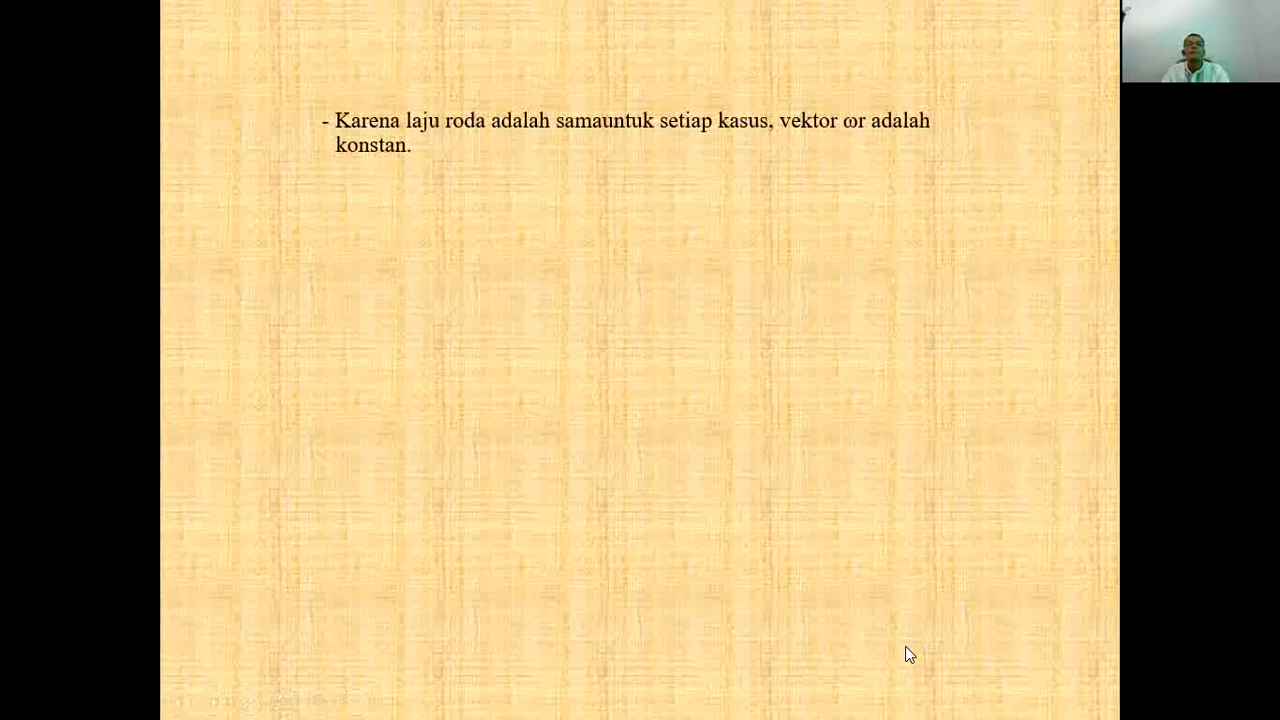 - Karena laju roda adalah samauntuk setiap kasus, vektor ωr adalah
konstan.